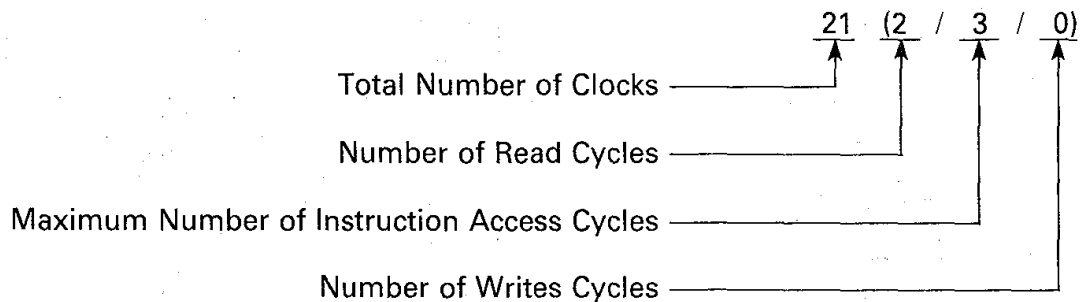 21 (2 / 3 / 0)
Total Number of Clocks
Number of Read Cycles
Maximum Number of Instruction Access Cycles
Number of Writes Cycles